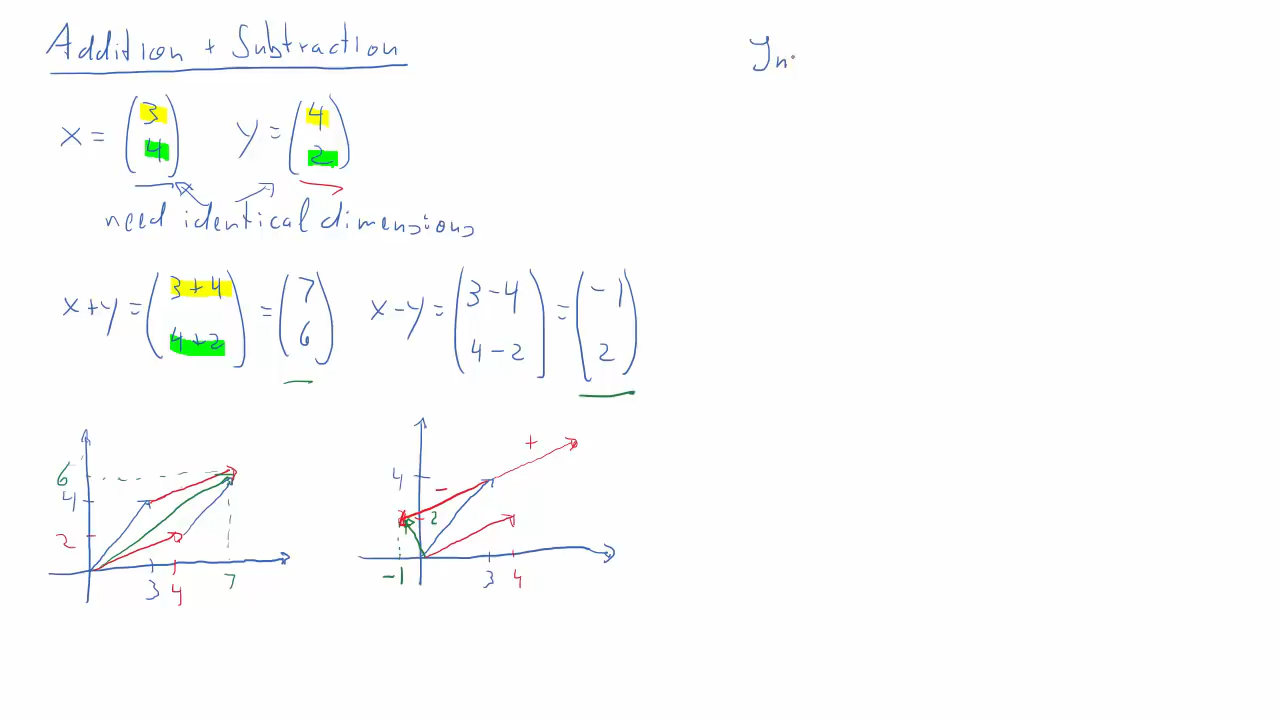 Addition + Subtraction
x = (3 4) y = (4 2)
need identical dimensions
x+y = (3+4 4+2) = (7 6) x-y = (3-4 4-2) = (-1 2)
6
4
2
3 4 7
4
2
+
-
-1 3 4
In